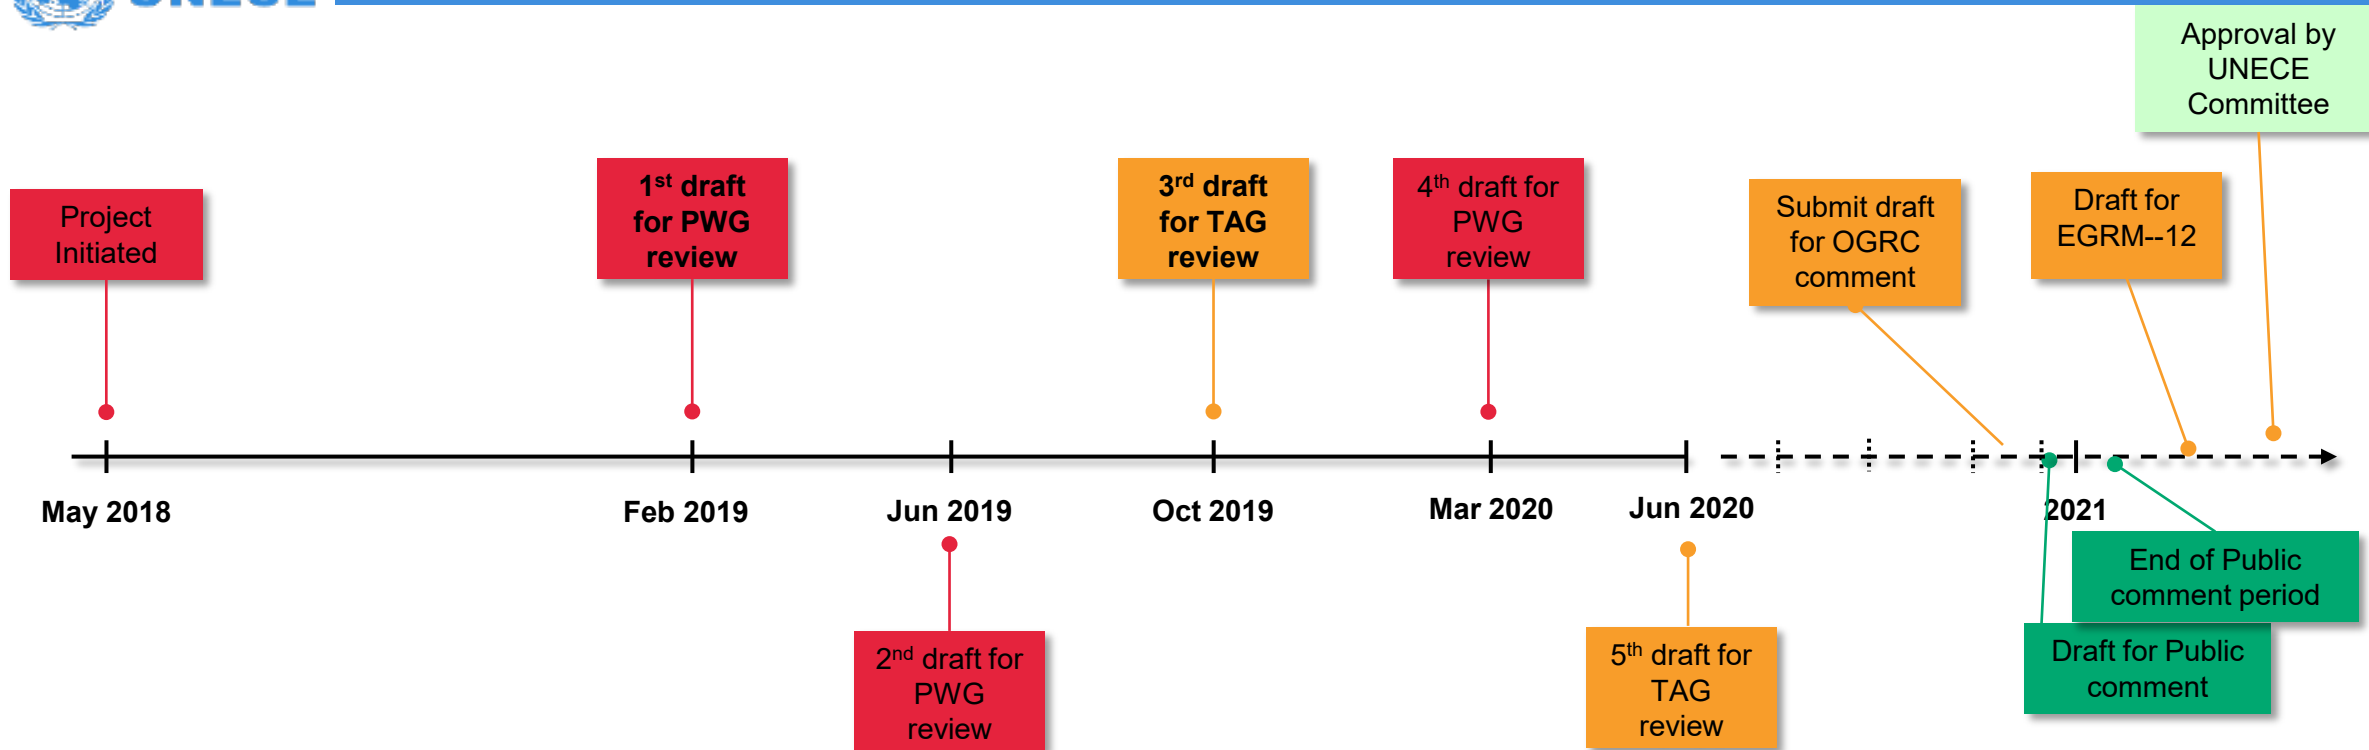 UNECE
Approval by
UNECE
Committee
Project
Initiated
1st draft
for PWG
review
3rd draft
for TAG
review
4th draft for
PWG
review
Submit draft
for OGRC
comment
Draft for
EGRM--12
May 2018
Feb 2019
Jun 2019
Oct 2019
Mar 2020
Jun 2020
2021
2nd draft for
PWG
review
5th draft for
TAG
review
End of Public
comment period
Draft for Public
comment